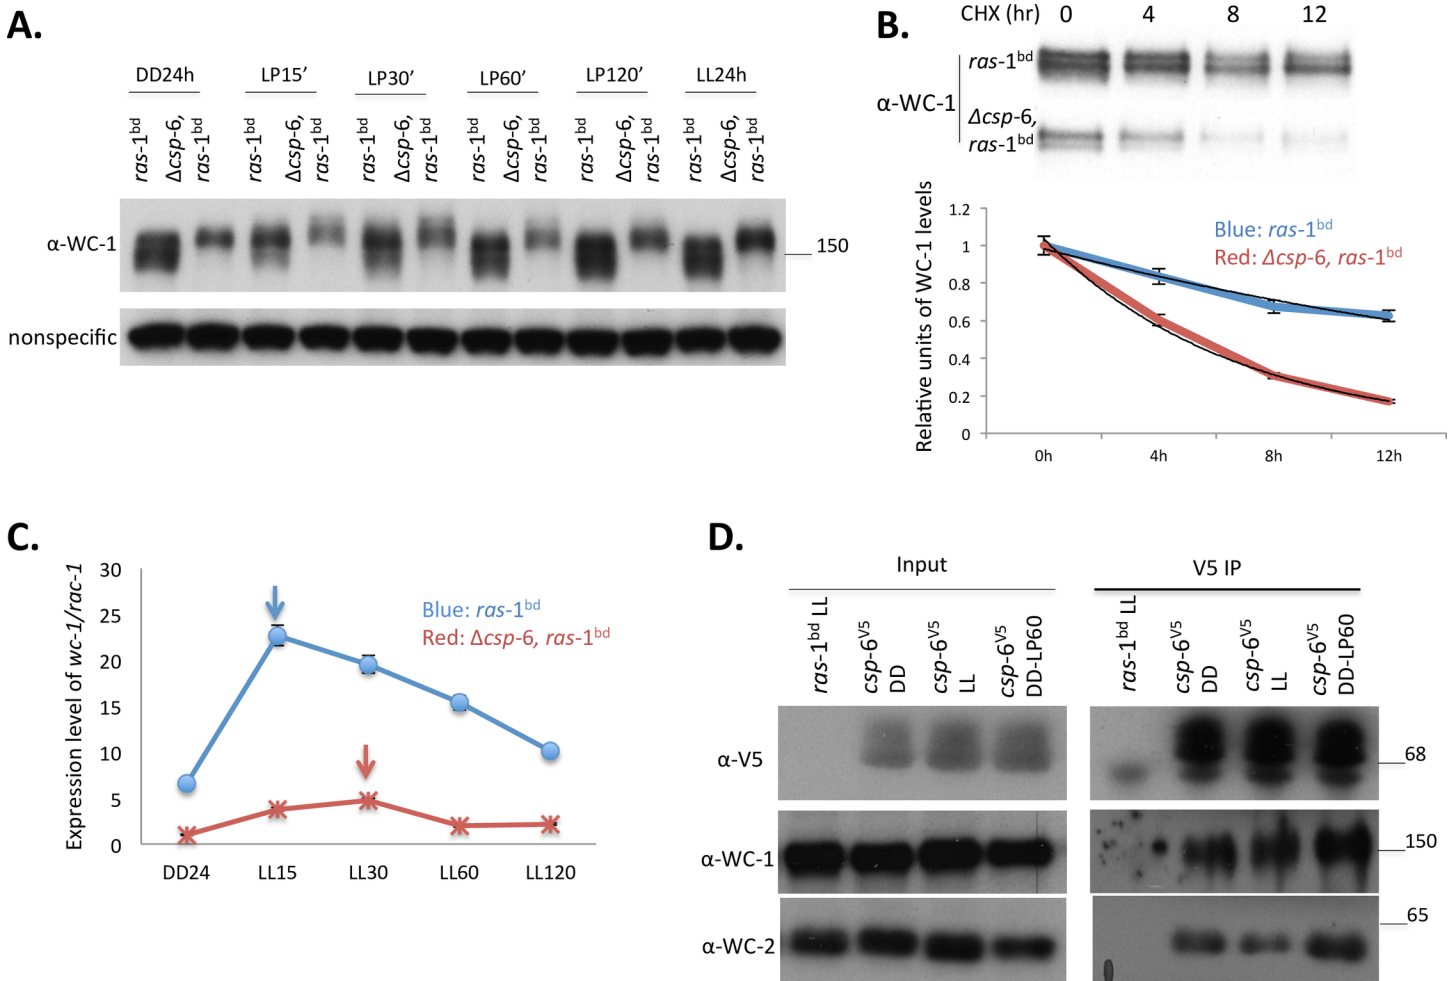 A.
DD24h LP15’ LP30’ LP60’ LP120’ LL24h
ras-1bd
Δcsp-6,
ras-1bd
ras-1bd
Δcsp-6,
ras-1bd
ras-1bd
Δcsp-6,
ras-1bd
ras-1bd
Δcsp-6,
ras-1bd
ras-1bd
Δcsp-6,
ras-1bd
ras-1bd
Δcsp-6,
ras-1bd
α-WC-1
150
nonspecific
B.
CHX (hr) 0 4 8 12
ras-1bd
α-WC-1
Δcsp-6,
ras-1bd
Relative units of WC-1 levels
1.2
1
0.8
0.6
0.4
0.2
0
Blue: ras-1bd
Red: Δcsp-6, ras-1bd
0h 4h 8h 12h
C.
Expression level of wc-1/rac-1
30
25
20
15
10
5
0
Blue: ras-1bd
Red: Δcsp-6, ras-1bd
DD24 LL15 LL30 LL60 LL120
D.
Input
V5 IP
ras-1bd LL
csp-6V5
DD
csp-6V5
LL
csp-6V5
DD-LP60
ras-1bd LL
csp-6V5
DD
csp-6V5
LL
csp-6V5
DD-LP60
α-V5
68
α-WC-1
150
α-WC-2
65